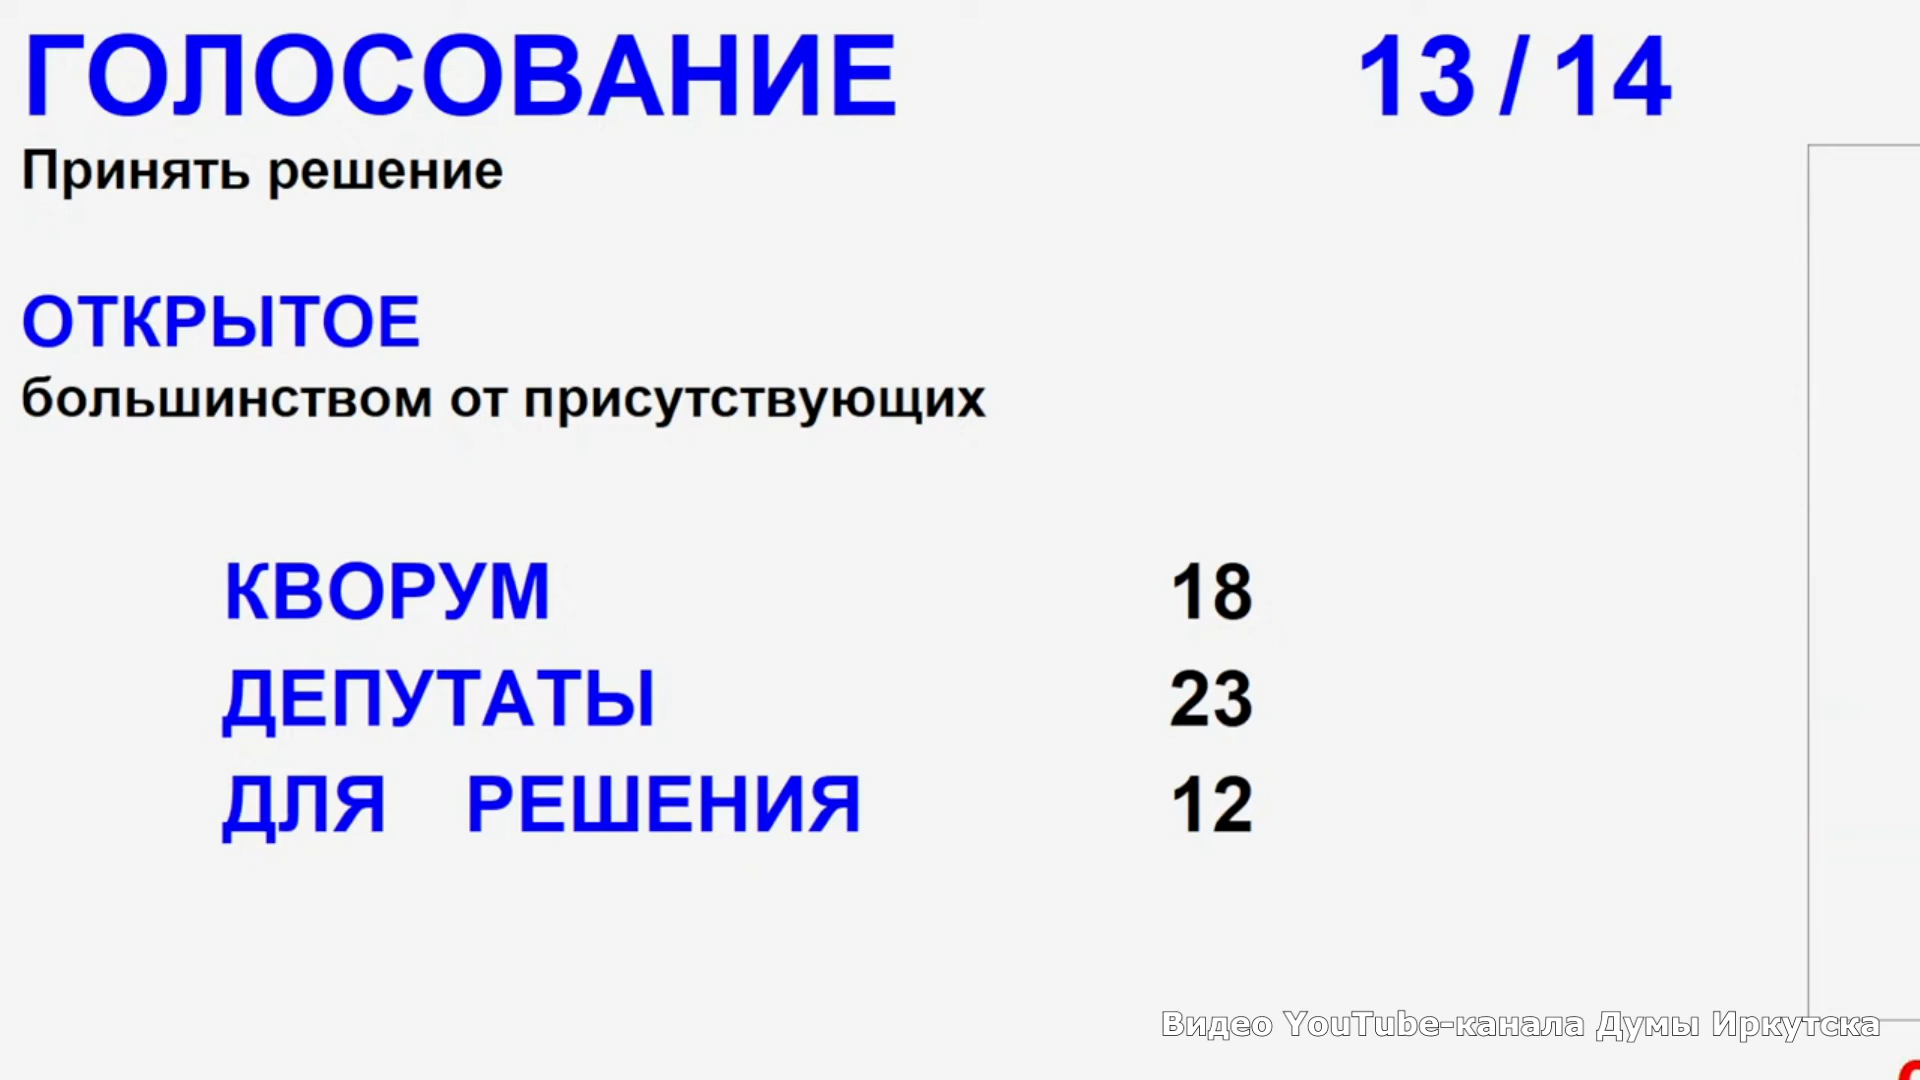 ГОЛОСОВАНИЕ 13 / 14
Принять решение
ОТКРЫТОЕ
большинством от присутствующих
КВОРУМ 18
ДЕПУТАТЫ 23
ДЛЯ РЕШЕНИЯ 12
Видео YouTube-канала Думы Иркутска